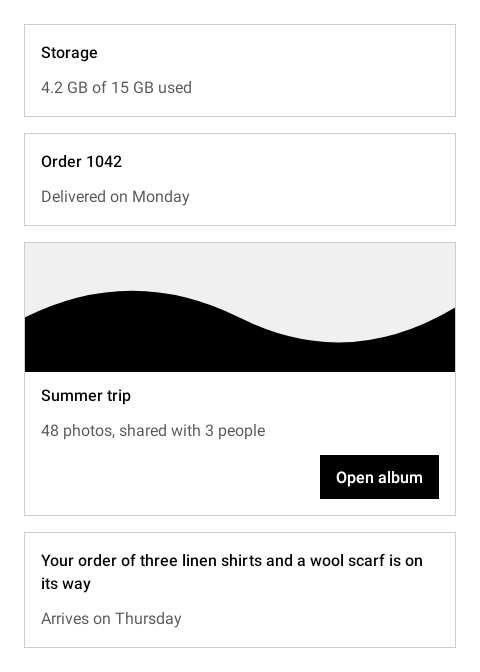 Storage
4.2 GB of 15 GB used
Order 1042
Delivered on Monday
Summer trip
48 photos, shared with 3 people
Open album
Your order of three linen shirts and a wool scarf is on
its way
Arrives on Thursday